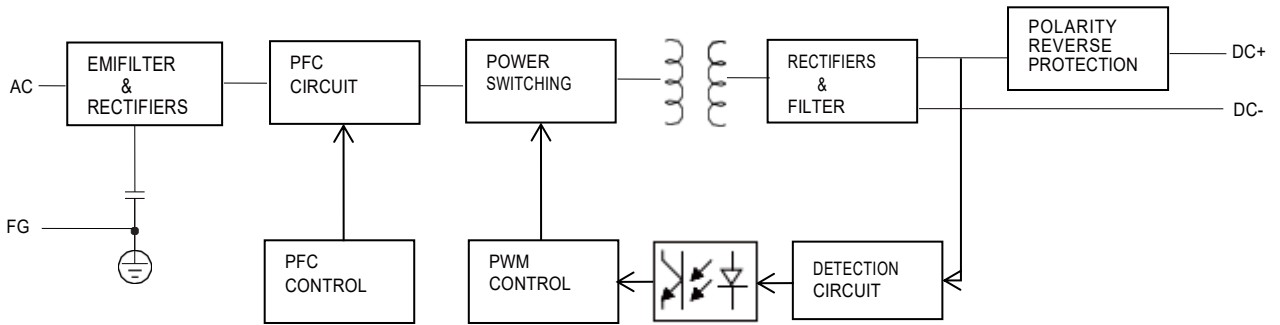 AC
EMIFILTER
&
RECTIFIERS
PFC
CIRCUIT
POWER
SWITCHING
RECTIFIERS
&
FILTER
POLARITY
REVERSE
PROTECTION
DC+
DC-
FG
PFC
CONTROL
PWM
CONTROL
DETECTION
CIRCUIT